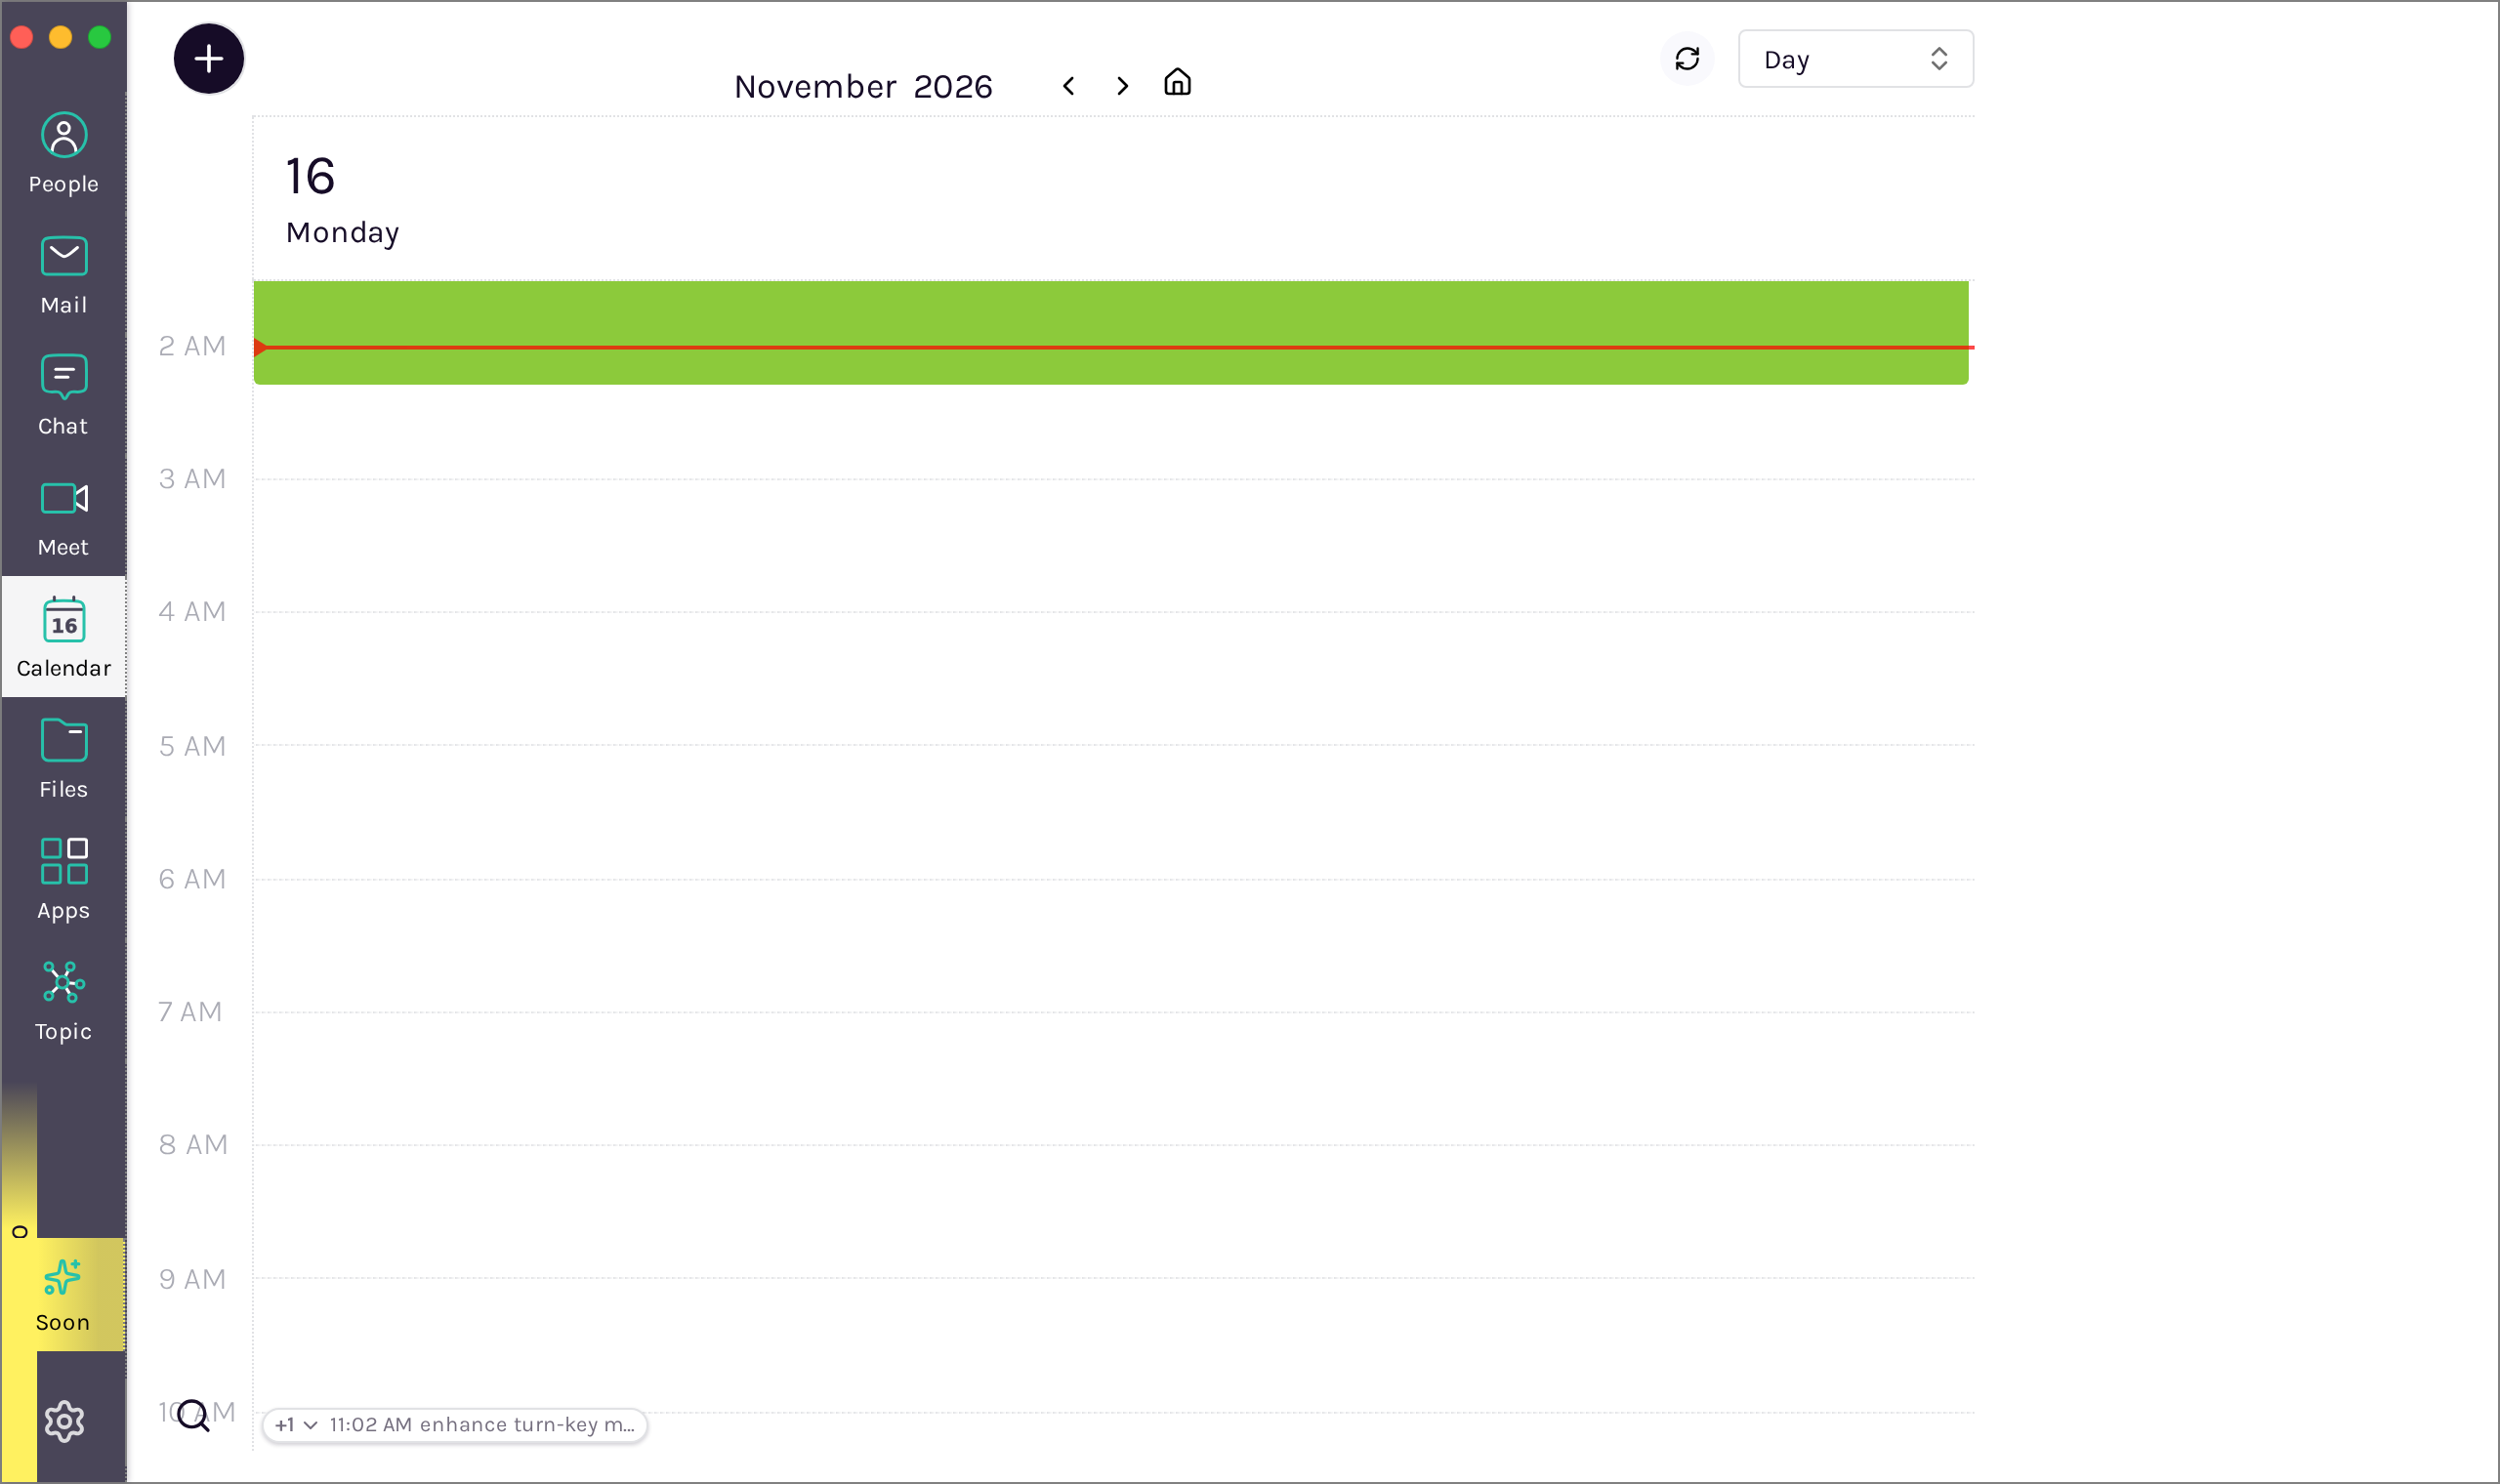 November 2026
Day
16
Monday
People
Mail
Chat
Meet
16
Calendar
Files
Apps
Topic
Soon
2 AM
3 AM
4 AM
5 AM
6 AM
7 AM
8 AM
9 AM
10 AM
+1 11:02 AM enhance turn-key m...